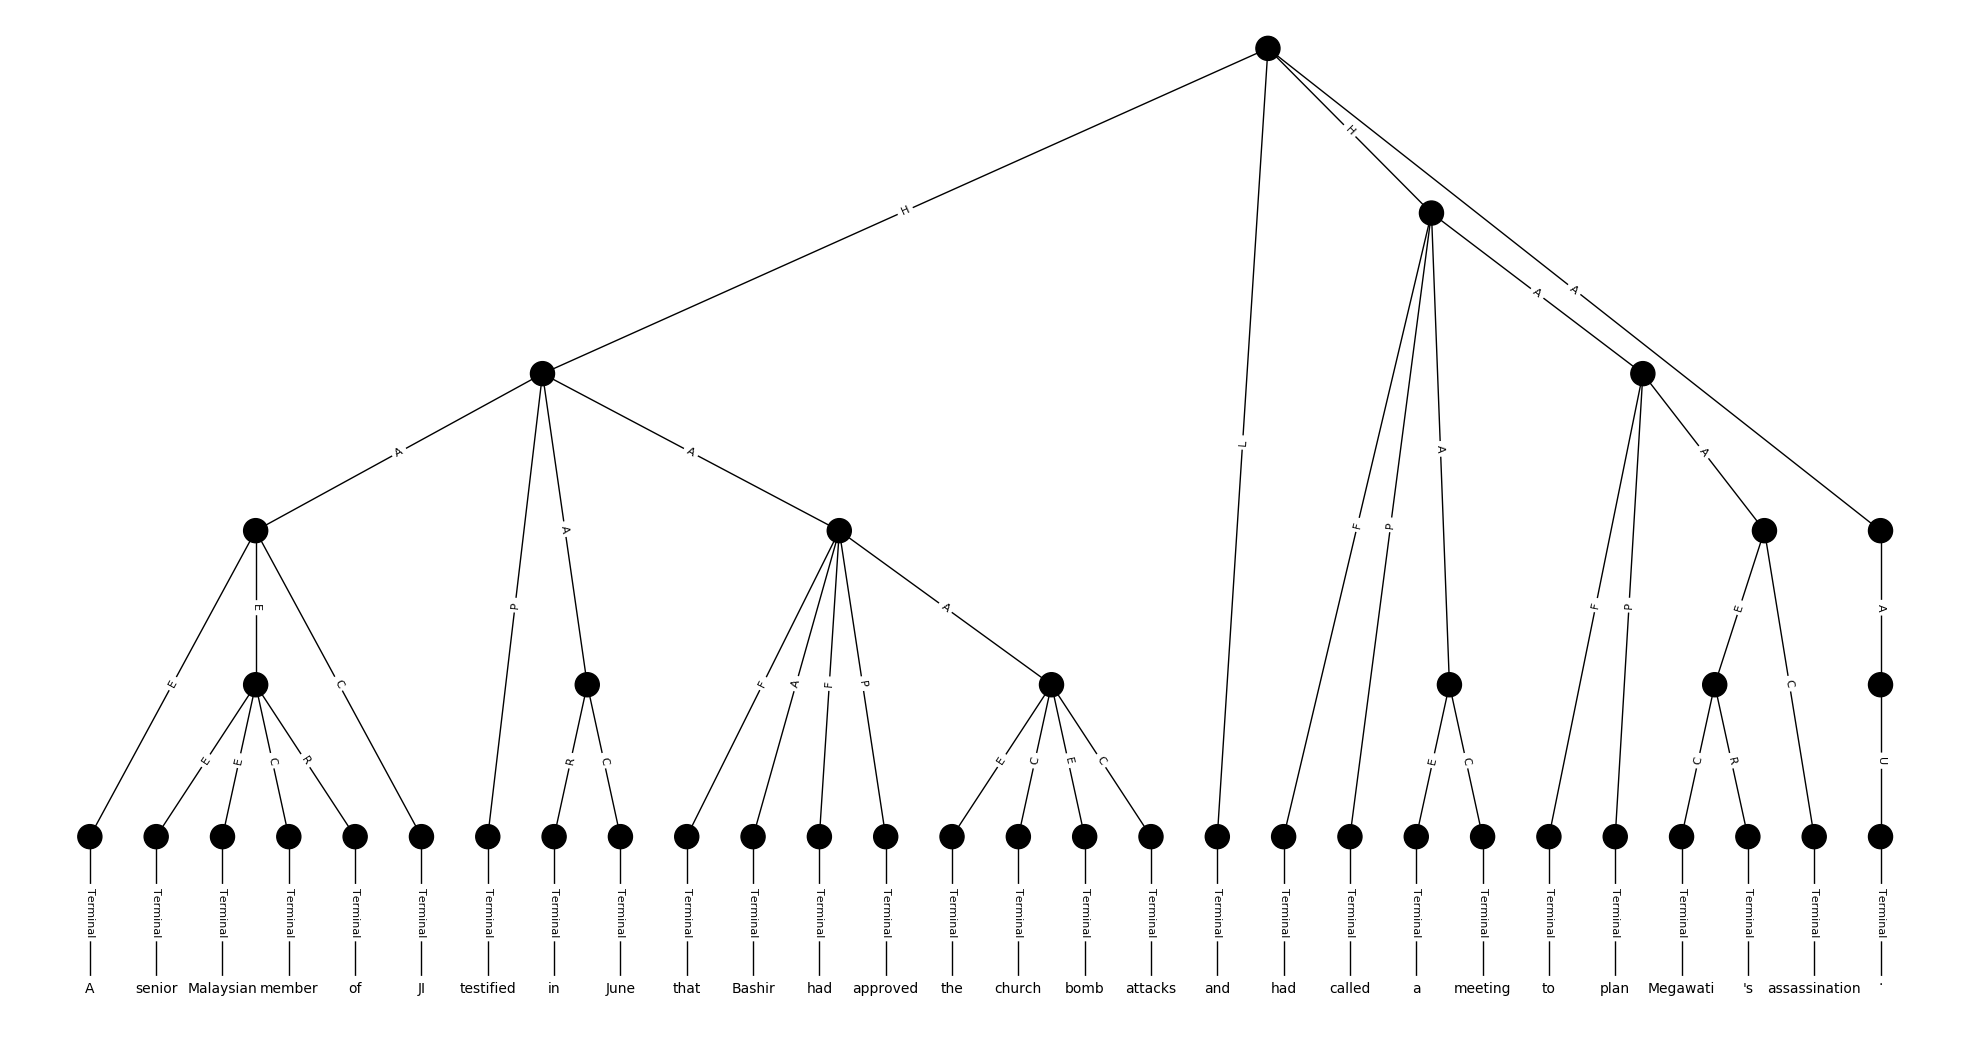 H
H
L
A
A
A
A
F
P
A
A
E
P
A
F
P
A
E
A
E
C
F
A
F
P
E
C
E
E
C
R
R
C
E
C
E
C
E
C
C
R
U
Terminal Terminal Terminal Terminal Terminal Terminal Terminal Terminal Terminal Terminal Terminal Terminal Terminal Terminal Terminal Terminal Terminal Terminal Terminal Terminal Terminal Terminal Terminal Terminal Terminal Terminal Terminal Terminal
A senior Malaysian member of JI testified in June that Bashir had approved the church bomb attacks and had called a meeting to plan Megawati 's assassination .